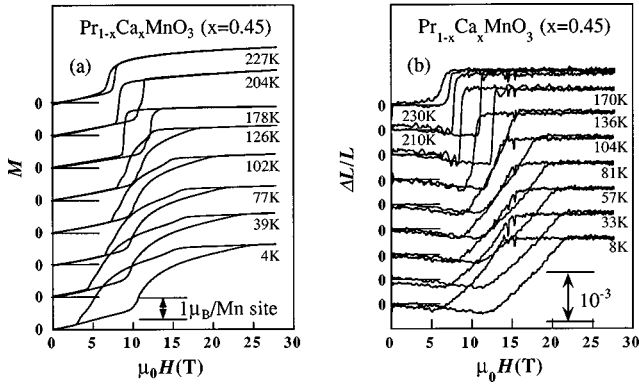 Pr1-xCaxMnO3 (x=0.45)
(a)
227K
204K
178K
126K
102K
77K
39K
4K
0
0
0
0
0
0
0
0
M
1μB/Mn site
0 5 10 15 20 25 30
μ0H(T)
Pr1-xCaxMnO3 (x=0.45)
(b)
230K
210K
170K
136K
104K
81K
57K
33K
8K
0
0
0
0
0
0
0
0
0
ΔL/L
10-3
0 5 10 15 20 25 30
μ0H(T)